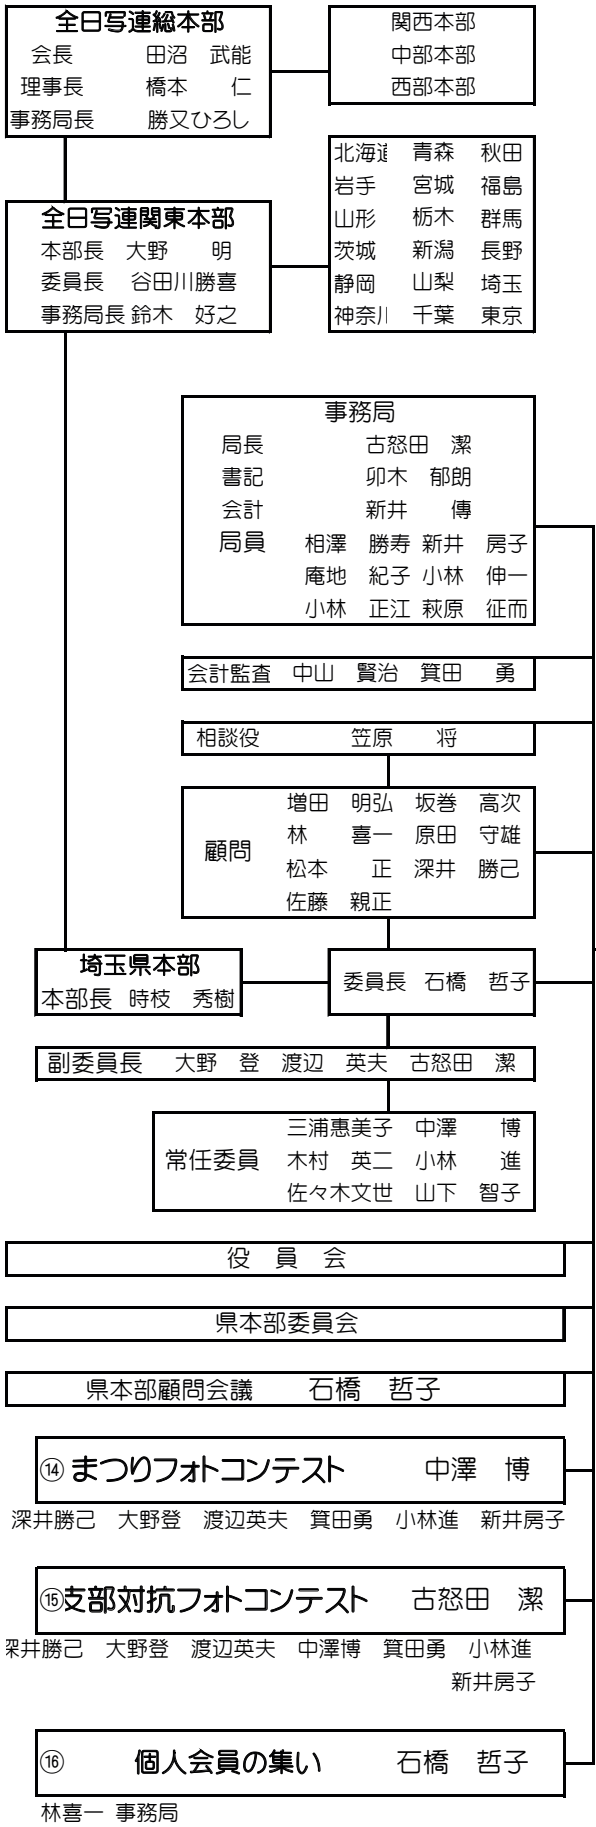 全日写連総本部
会長 田沼 武能
理事長 橋本 仁
事務局長 勝又ひろし
関西本部
中部本部
西部本部
北海道 青森 秋田
岩手 宮城 福島
山形 栃木 群馬
茨城 新潟 長野
静岡 山梨 埼玉
神奈川 千葉 東京
全日写連関東本部
本部長 大野 明
委員長 谷田川勝喜
事務局長 鈴木 好之
事務局
局長 古怒田 潔
書記 卯木 郁朗
会計 新井 傳
局員 相澤 勝寿 新井 房子
庵地 紀子 小林 伸一
小林 正江 萩原 征而
会計監査 中山 賢治 箕田 勇
相談役 笠原 将
顧問
増田 明弘 坂巻 高次
林 喜一 原田 守雄
松本 正 深井 勝己
佐藤 親正
埼玉県本部
本部長 時枝 秀樹
委員長 石橋 哲子
副委員長 大野 登 渡辺 英夫 古怒田 潔
常任委員
三浦恵美子 中澤 博
木村 英二 小林 進
佐々木文世 山下 智子
役 員 会
県本部委員会
県本部顧問会議 石橋 哲子
⑭ まつりフォトコンテスト 中澤 博
深井勝己 大野登 渡辺英夫 箕田勇 小林進 新井房子
⑮支部対抗フォトコンテスト 古怒田 潔
深井勝己 大野登 渡辺英夫 中澤博 箕田勇 小林進
新井房子
⑯ 個人会員の集い 石橋 哲子
林喜一 事務局